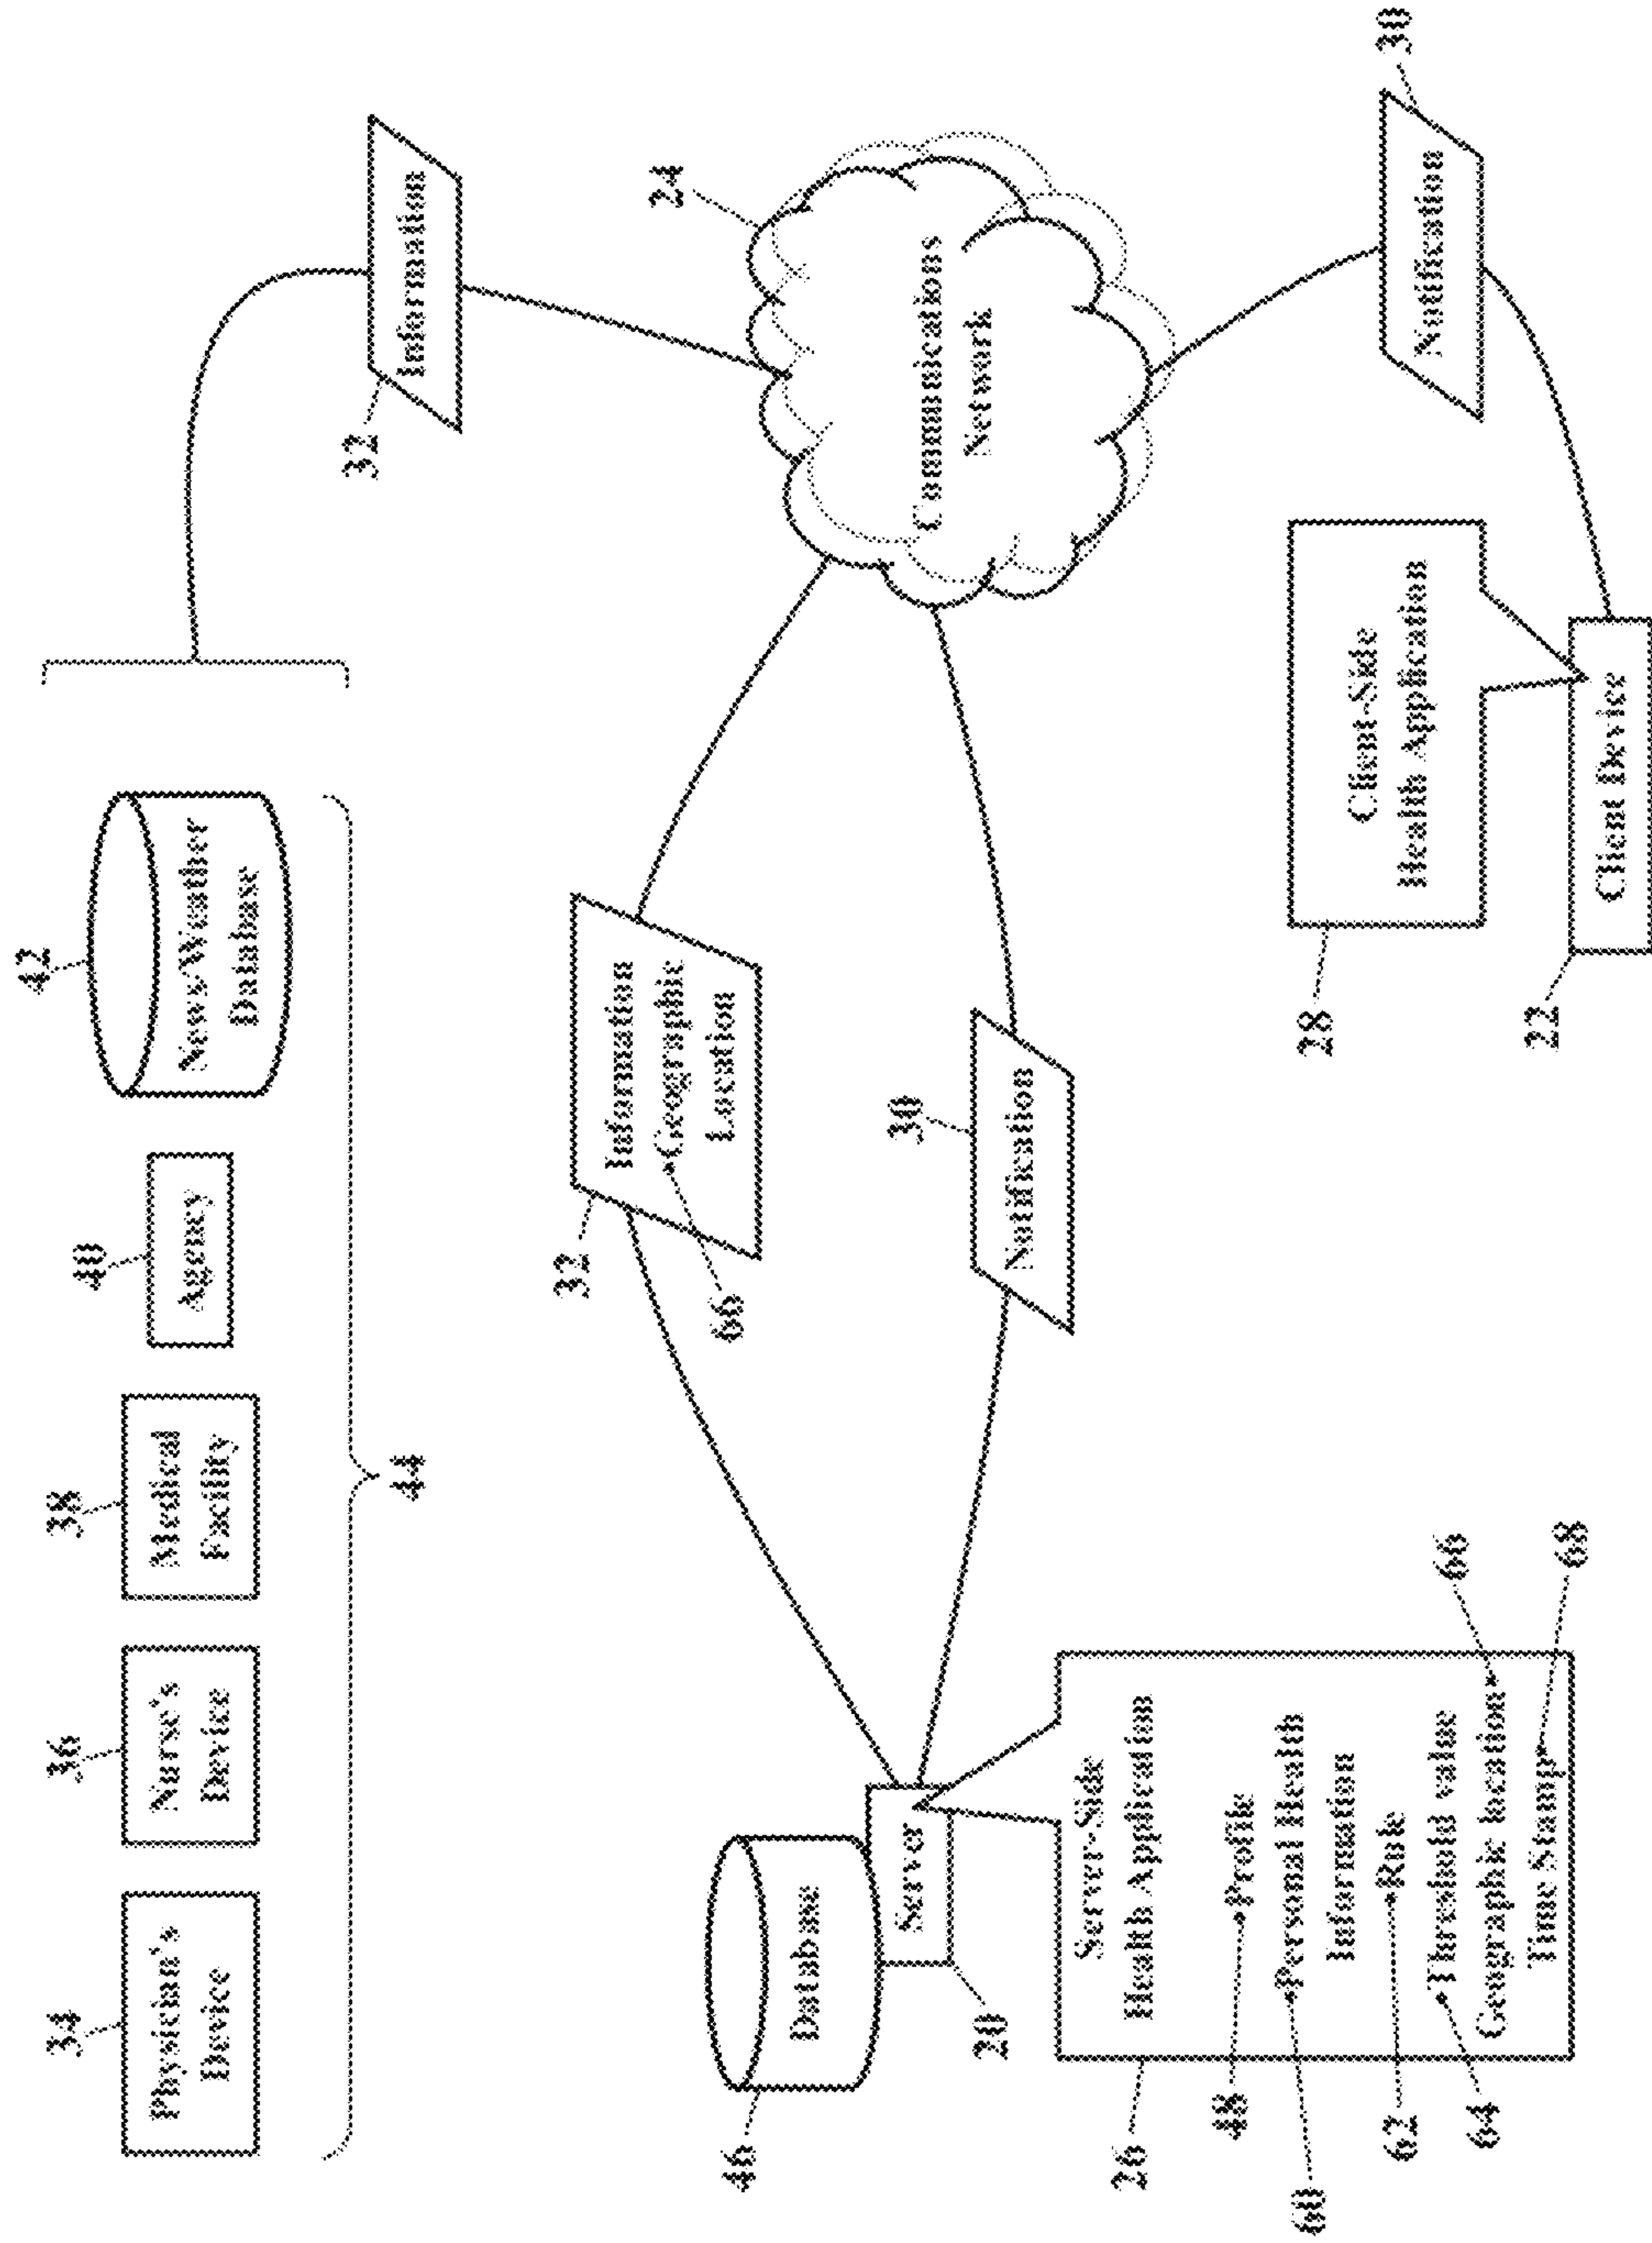 34
36
38
40
42
Physician's
Device
Nurse's
Device
Medical
Facility
Agency
News/Weather
Database
44
32
Information
46
Database
Server
20
32
Information
Geographic
Location
66
24
Communications
Network
30
Notification
26
Server-Side
Health Application
48
Profile
60
Personal Health
Information
62
Rule
64
Threshold value
Geographic location
66
Time Stamp
68
28
Client-Side
Health Application
22
Client Device
Notification
30